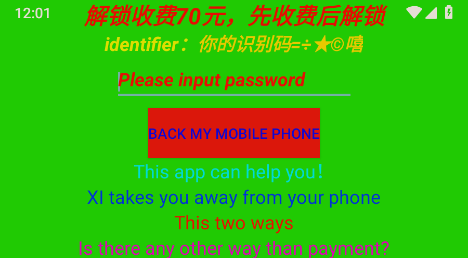 12:01
解锁收费70元，先收费后解锁
identifier：你的识别码=÷★©嘻
Please input password
BACK MY MOBILE PHONE
This app can help you！
XI takes you away from your phone
This two ways
Is there any other way than payment?